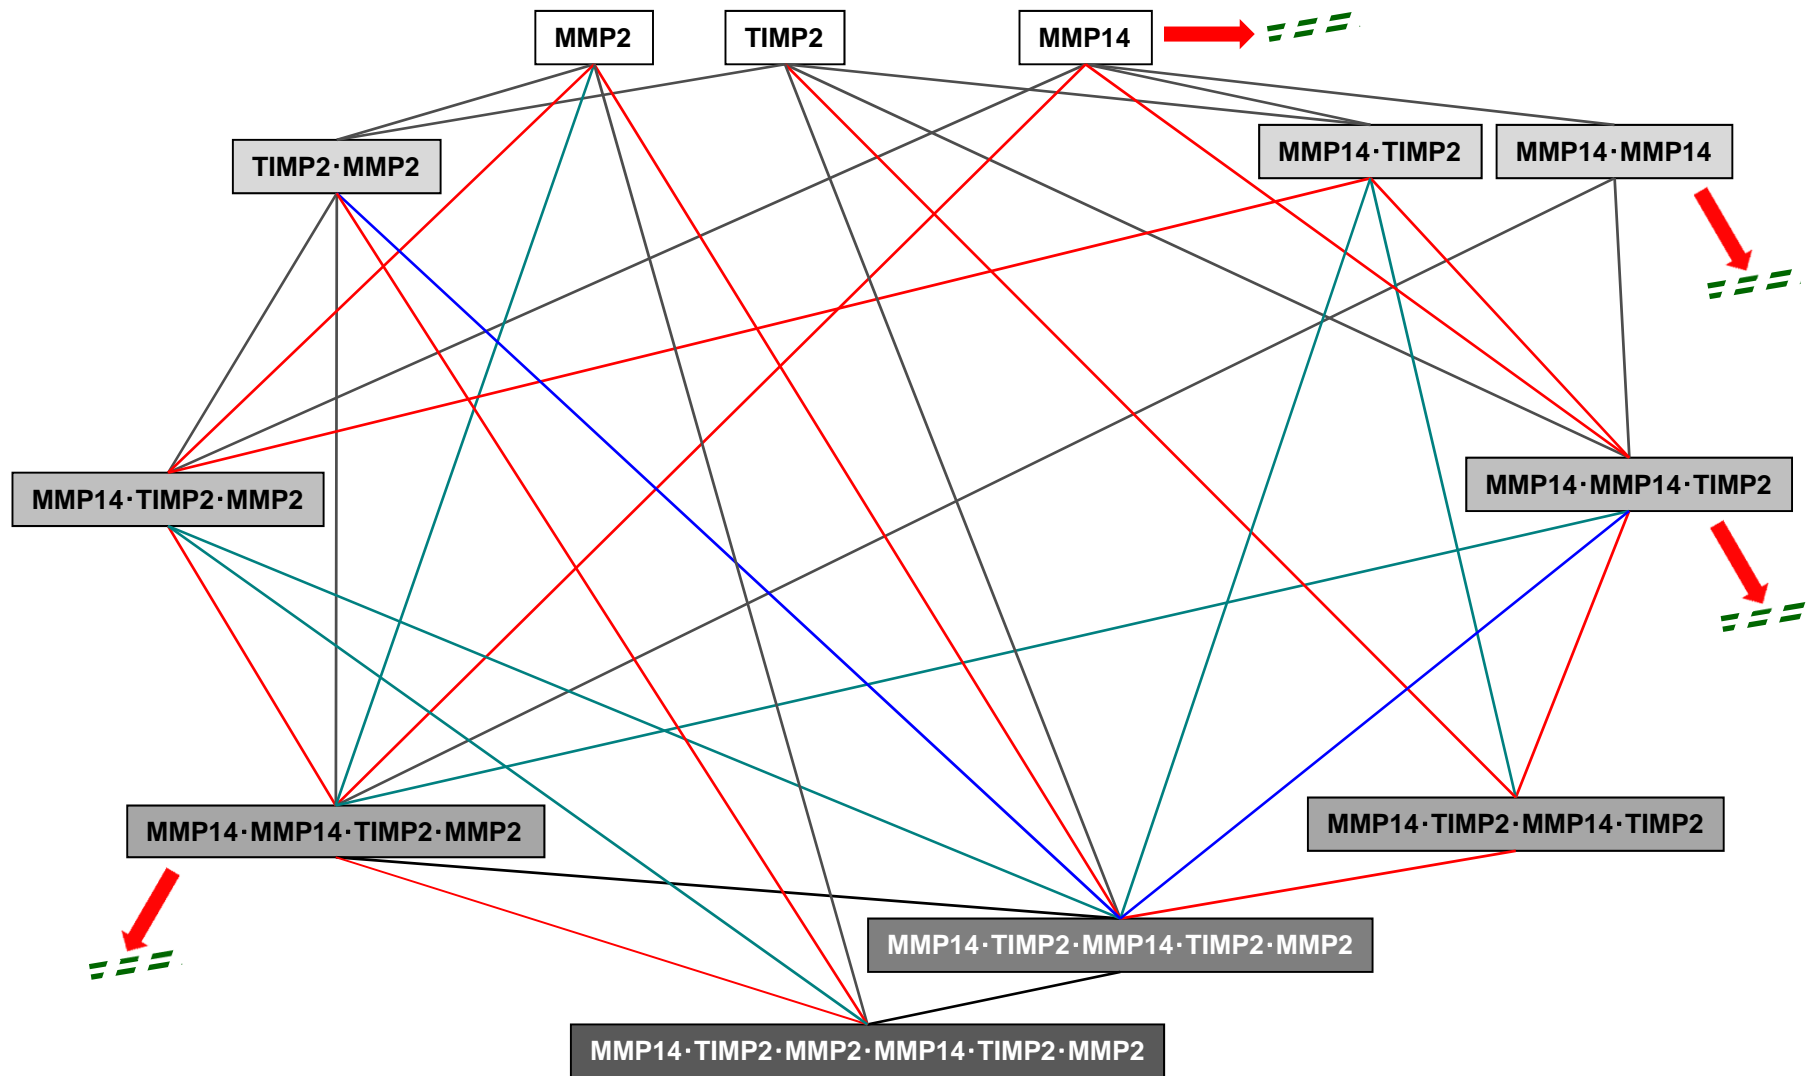 MMP2
TIMP2
MMP14
TIMP2·MMP2
MMP14·TIMP2
MMP14·MMP14
MMP14·TIMP2·MMP2
MMP14·MMP14·TIMP2
MMP14·MMP14·TIMP2·MMP2
MMP14·TIMP2·MMP14·TIMP2
MMP14·TIMP2·MMP14·TIMP2·MMP2
MMP14·TIMP2·MMP2·MMP14·TIMP2·MMP2